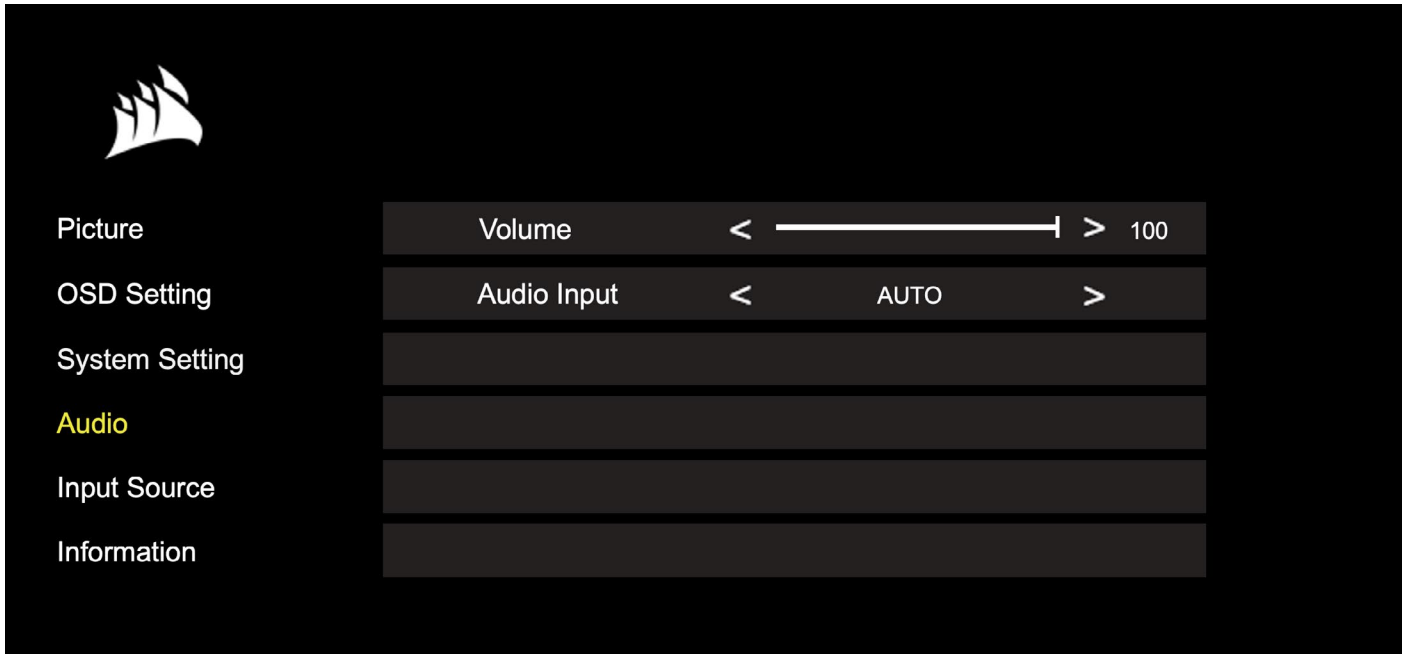 Picture
Volume < > 100
OSD Setting
Audio Input < AUTO >
System Setting
Audio
Input Source
Information